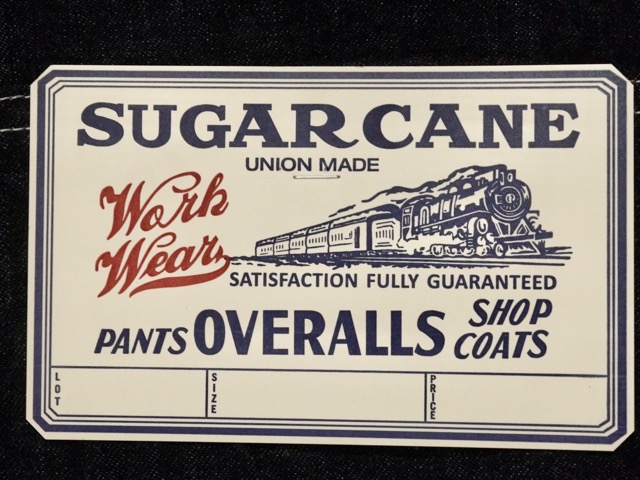 SUGAR CANE
UNION MADE
Work
Wear
SATISFACTION FULLY GUARANTEED
PANTS OVERALLS SHOP COATS
LOT SIZE PRICE